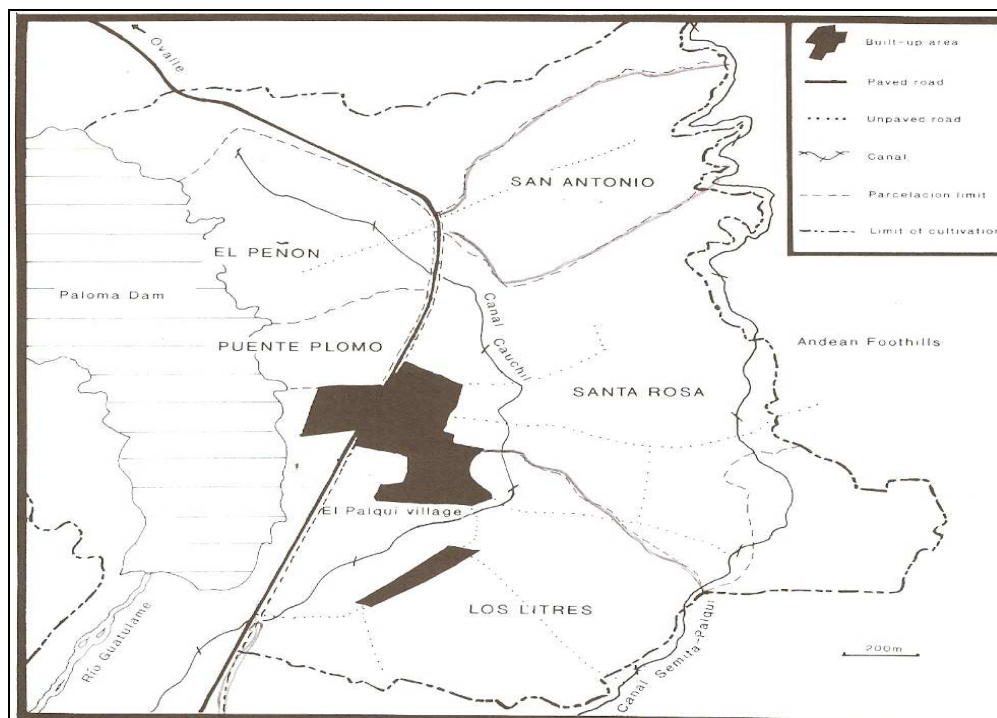 Ovalle
Built-up area
Paved road
Unpaved road
Canal
Parcelacion limit
Limit of cultivation
SAN ANTONIO
EL PEÑON
Paloma Dam
Canal Cauchil
PUENTE PLOMO
Andean Foothills
SANTA ROSA
El Palqui village
LOS LITRES
Río Guatulame
Canal Semita-Palqui
200m